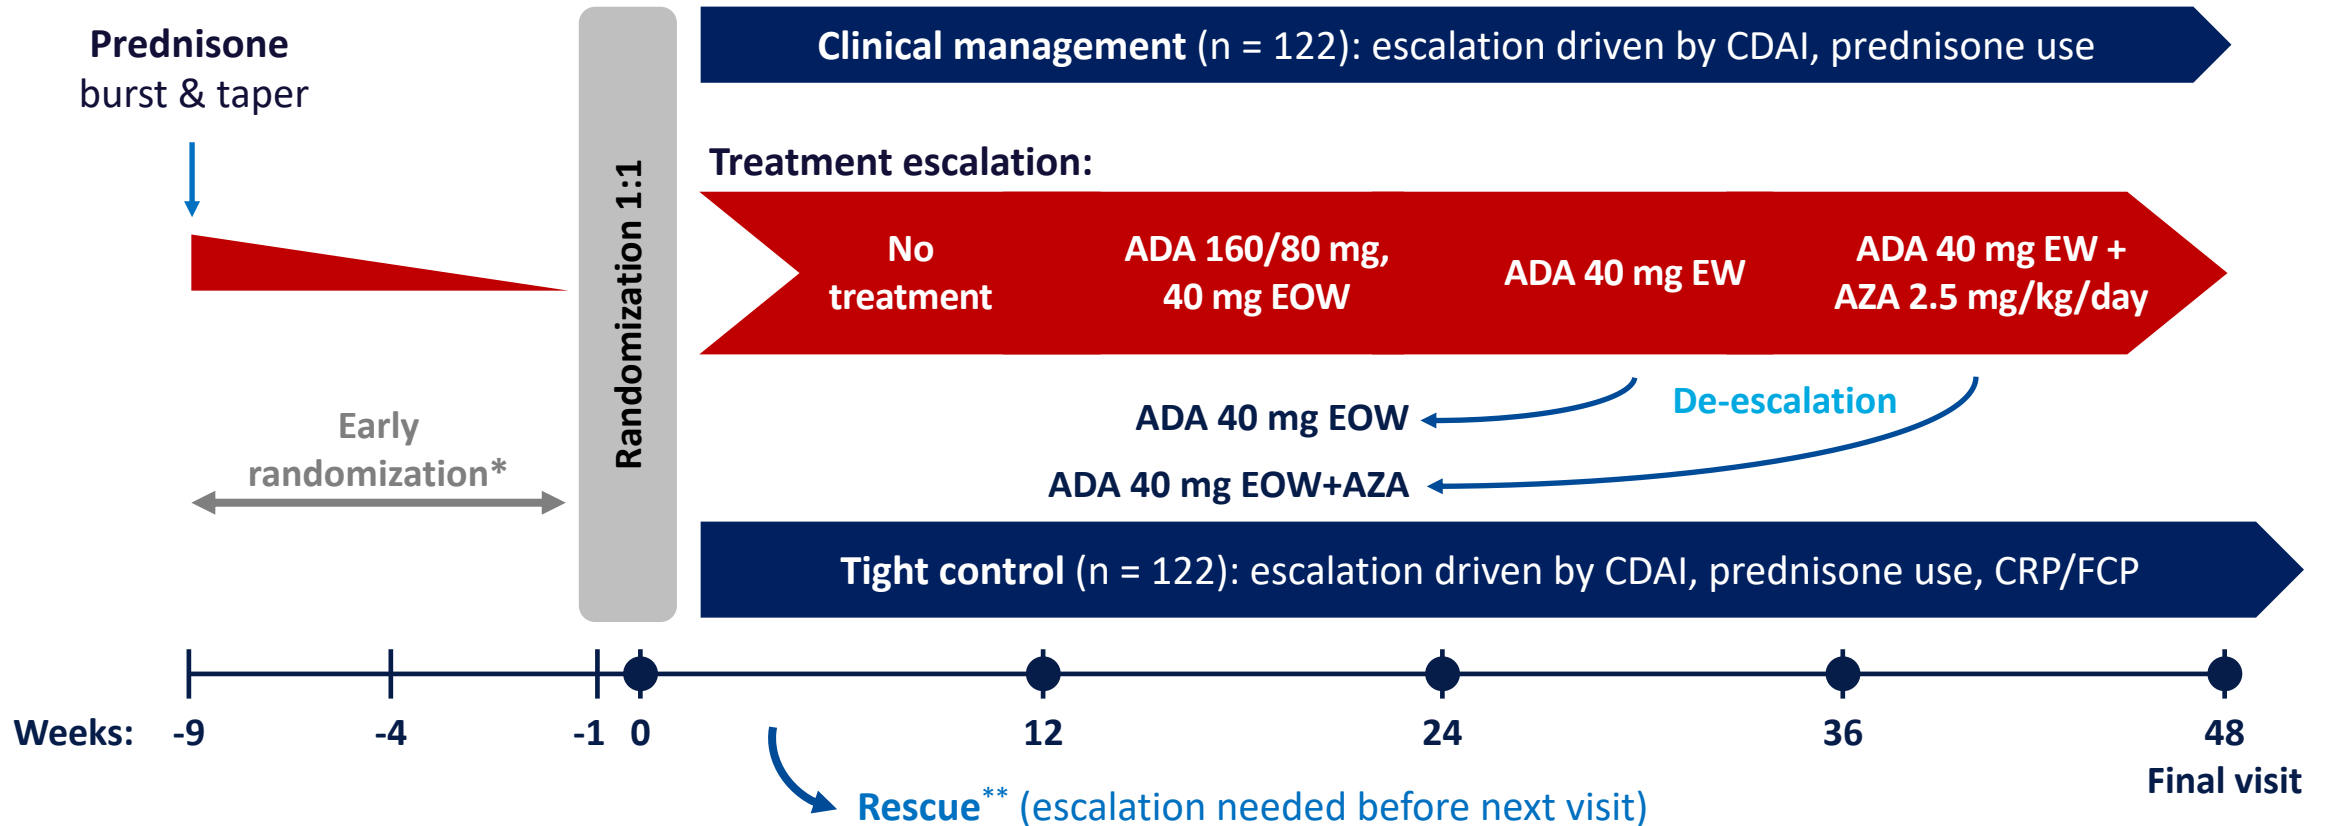 Prednisone
burst & taper
Randomization 1:1
Clinical management (n = 122): escalation driven by CDAI, prednisone use
Treatment escalation:
No
treatment
ADA 160/80 mg,
40 mg EOW
ADA 40 mg EW
ADA 40 mg EW +
AZA 2.5 mg/kg/day
De-escalation
ADA 40 mg EOW
ADA 40 mg EOW+AZA
Early
randomization*
Tight control (n = 122): escalation driven by CDAI, prednisone use, CRP/FCP
Weeks: -9 -4 -1 0 12 24 36 48
Final visit
Rescue** (escalation needed before next visit)